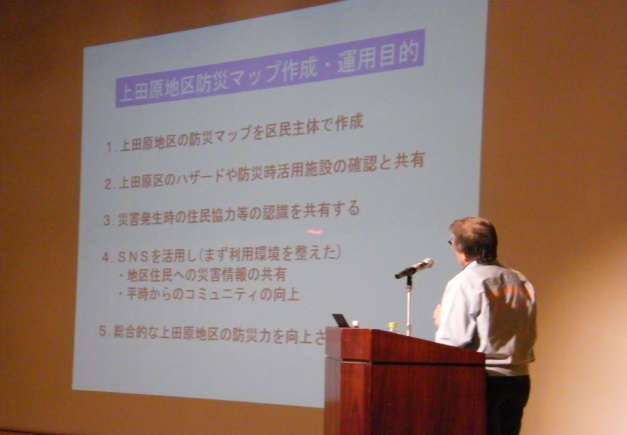 上田原地区防災マップ作成・運用目的
1.上田原地区の防災マップを区民主体で作成
2.上田原区のハザードや防災時活用施設の確認と共有
3.災害発生時の住民協力等の認識を共有する
4.SNSを活用し(まず利用環境を整えた)
・地区住民への災害情報の共有
・平時からのコミュニティの向上
5.総合的な上田原地区の防災力を向上さ